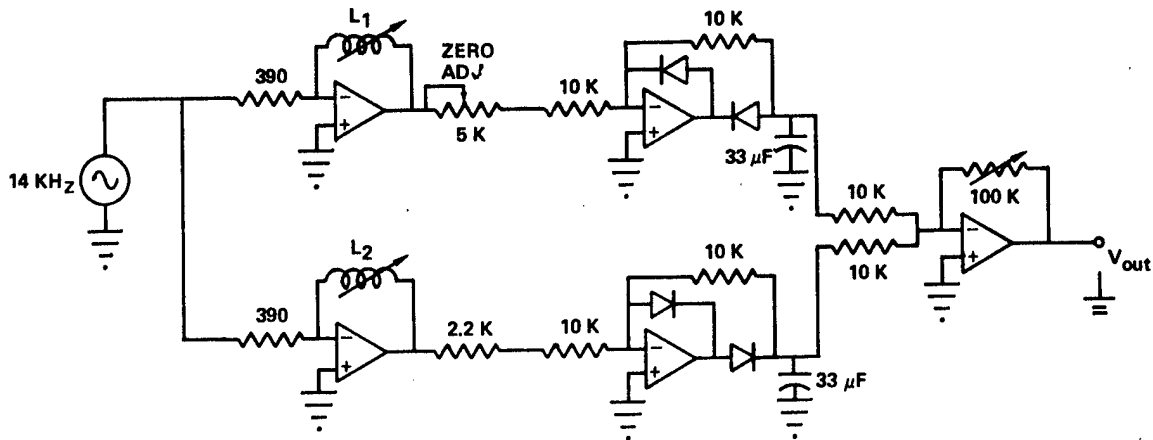 L1
390
ZERO
ADJ
5 K
10 K
10 K
33 µF
14 KHz
10 K
10 K
100 K
Vout
L2
390
2.2 K
10 K
10 K
33 µF